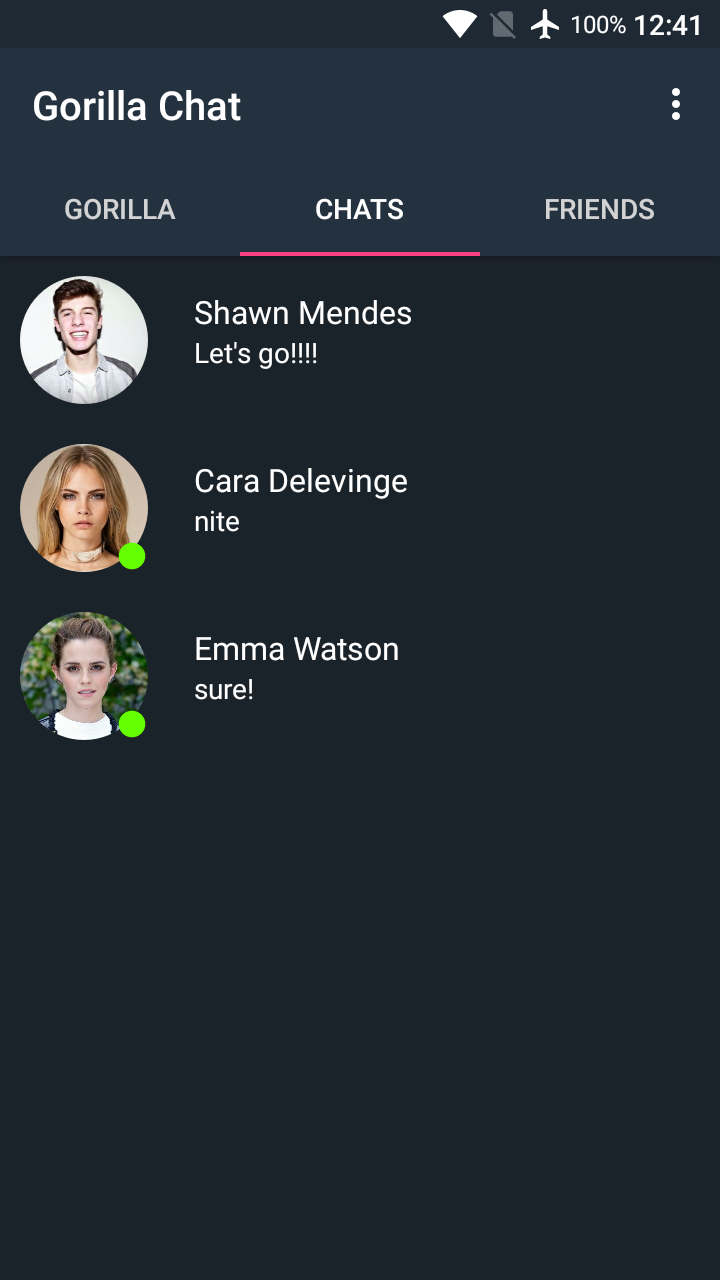 100% 12:41
Gorilla Chat
GORILLA CHATS FRIENDS
Shawn Mendes
Let's go!!!!
Cara Delevinge
nite
Emma Watson
sure!